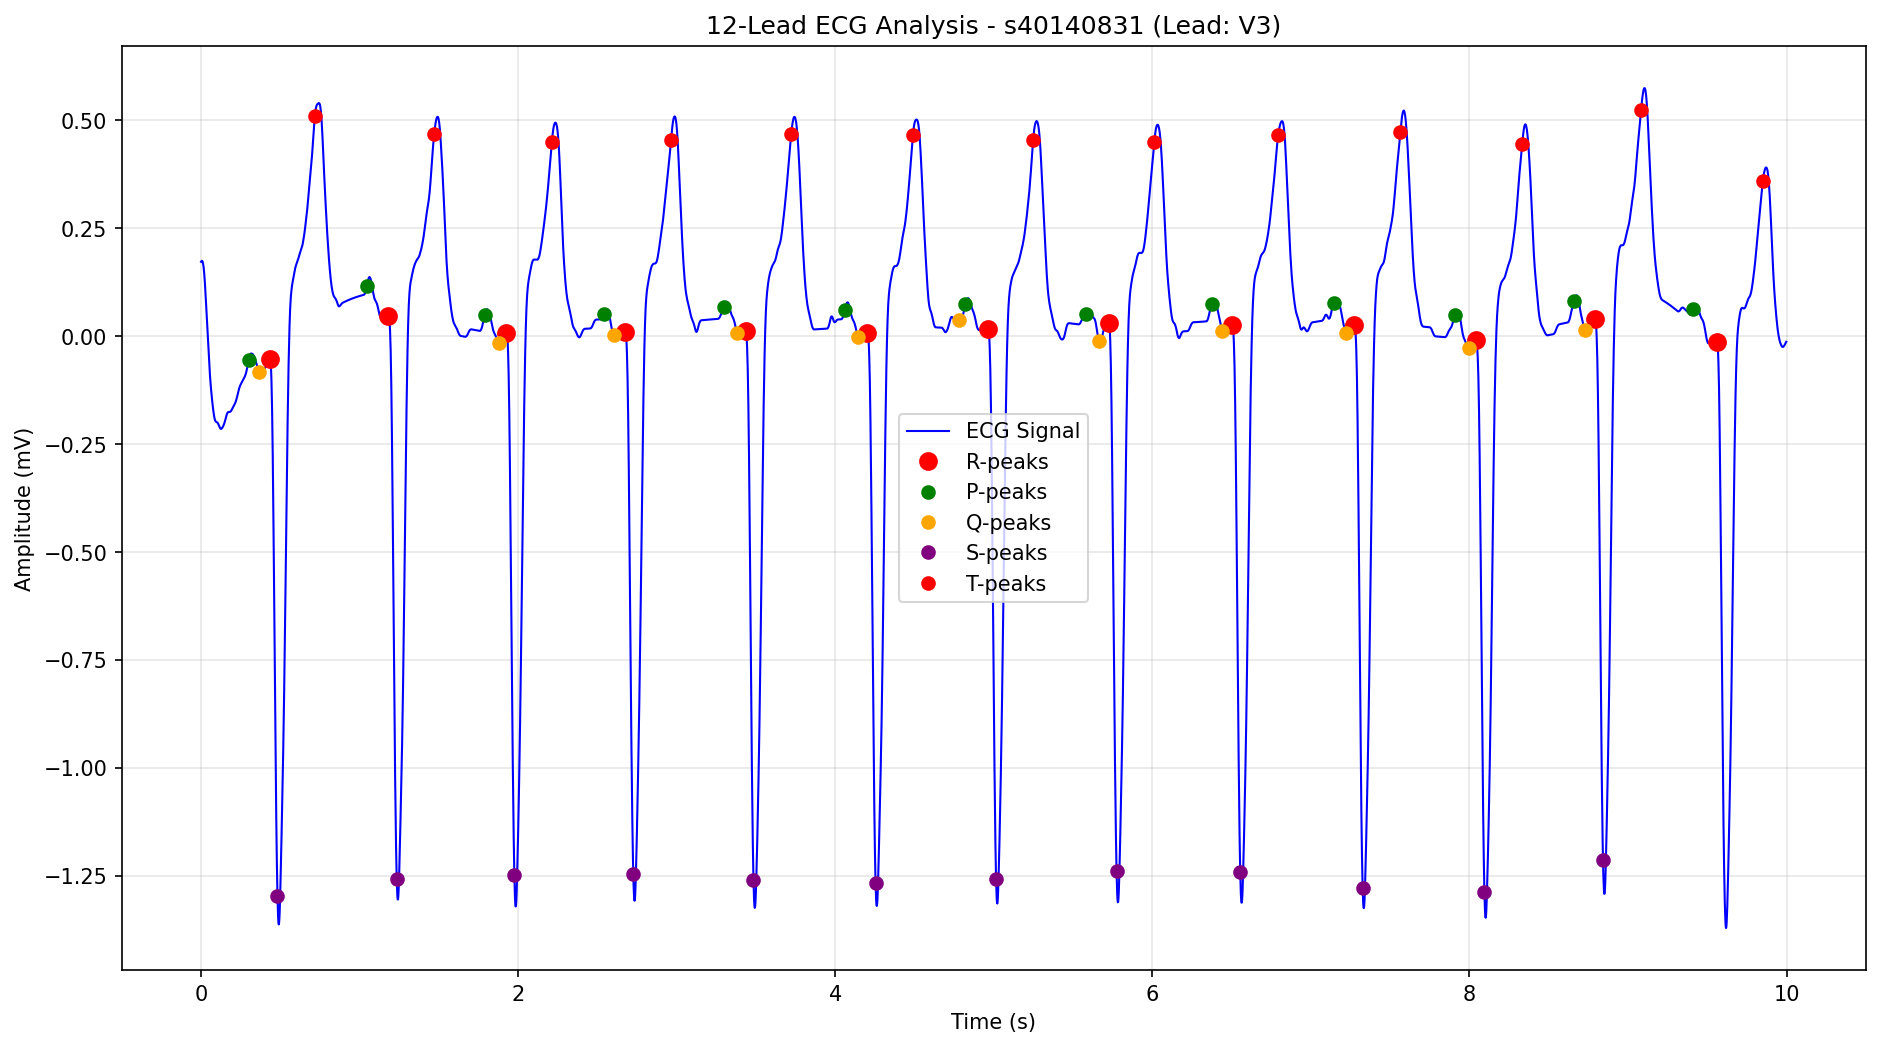 12-Lead ECG Analysis - s40140831 (Lead: V3)
Amplitude (mV)
0.50
0.25
0.00
−0.25
−0.50
−0.75
−1.00
−1.25
ECG Signal
R-peaks
P-peaks
Q-peaks
S-peaks
T-peaks
0 2 4 6 8 10
Time (s)